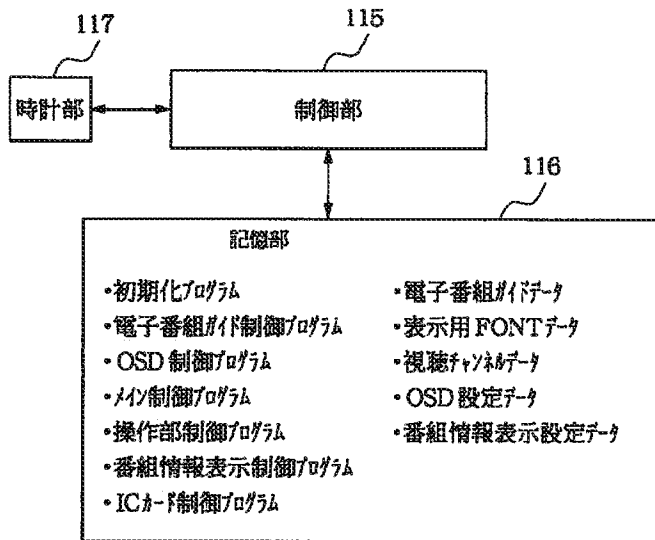 117
115
時計部
制御部
116
記憶部
・初期化プログラム
・電子番組ガイド制御プログラム
・OSD 制御プログラム
・メイン制御プログラム
・操作部制御プログラム
・番組情報表示制御プログラム
・ICカード制御プログラム
・電子番組ガイドデータ
・表示用 FONTデータ
・視聴チャンネルデータ
・OSD 設定データ
・番組情報表示設定データ